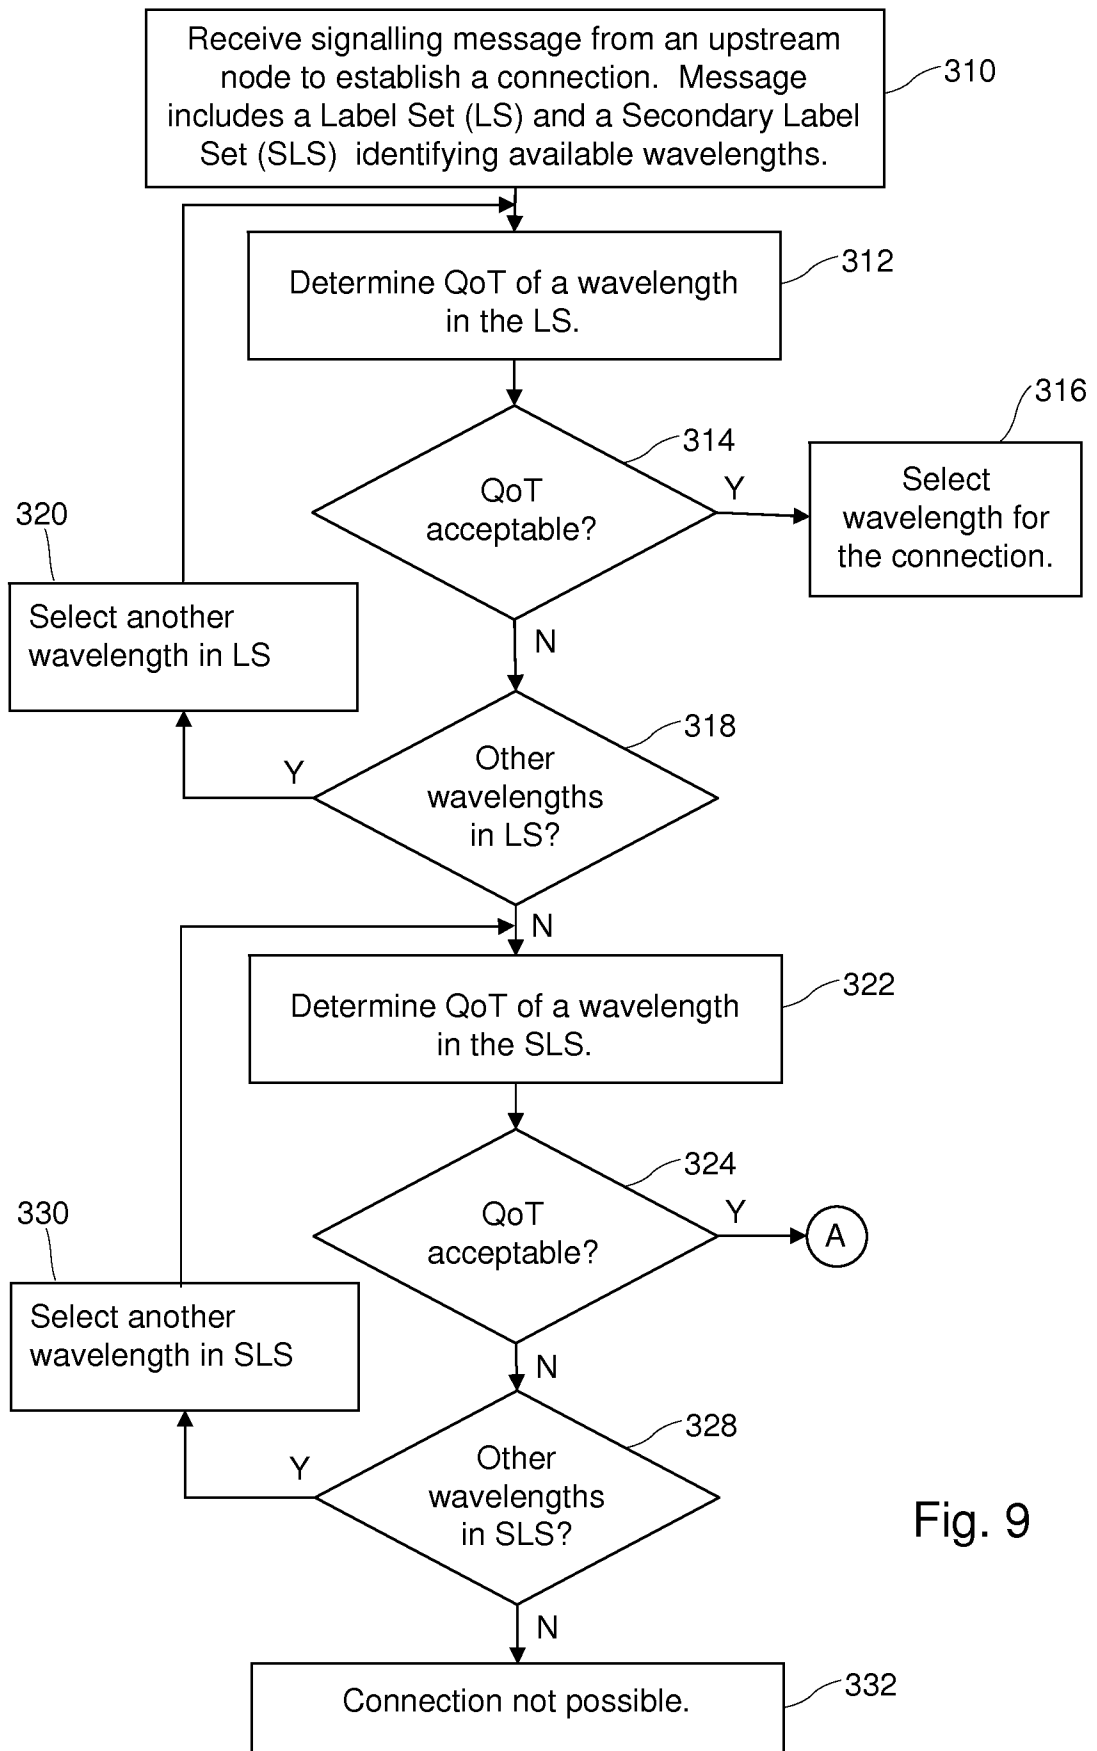 Receive signalling message from an upstream
node to establish a connection.  Message
includes a Label Set (LS) and a Secondary Label
Set (SLS)  identifying available wavelengths.
310
Determine QoT of a wavelength
in the LS.
312
QoT
acceptable?
314
Y
316
Select
wavelength for
the connection.
N
320
Select another
wavelength in LS
Other
wavelengths
in LS?
318
Y
N
Determine QoT of a wavelength
in the SLS.
322
QoT
acceptable?
324
Y
A
N
330
Select another
wavelength in SLS
Other
wavelengths
in SLS?
328
Y
N
Connection not possible.
332
Fig. 9